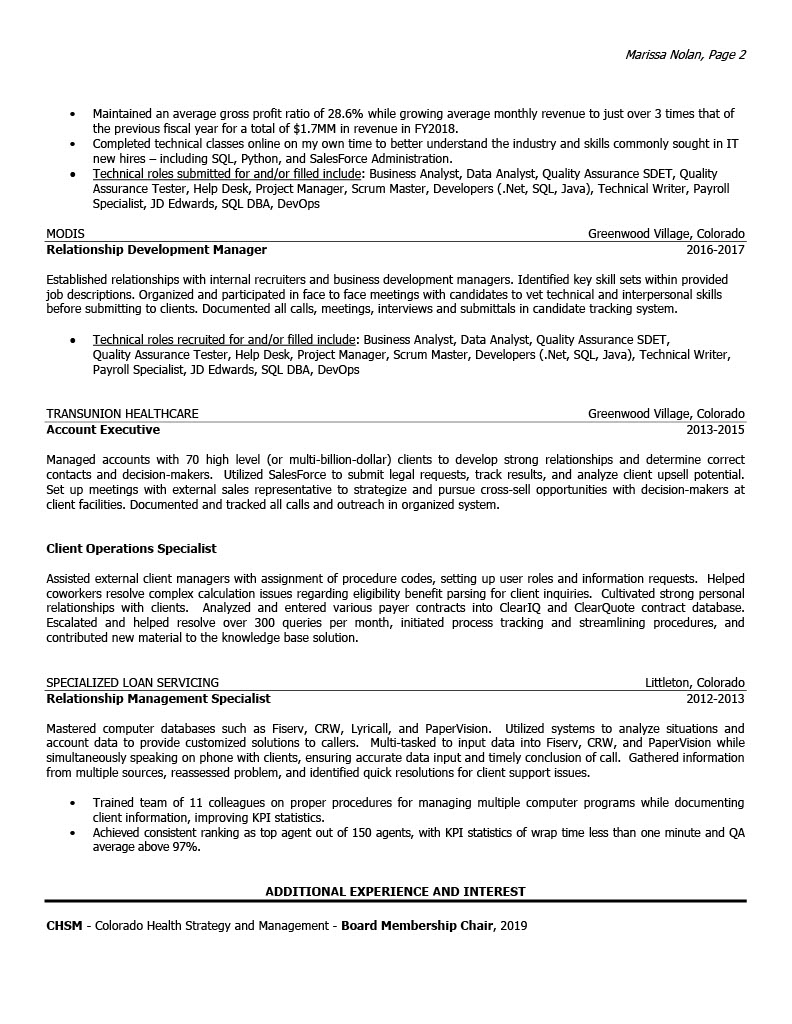 Marissa Nolan, Page 2
• Maintained an average gross profit ratio of 28.6% while growing average monthly revenue to just over 3 times that of
the previous fiscal year for a total of $1.7MM in revenue in FY2018.
• Completed technical classes online on my own time to better understand the industry and skills commonly sought in IT
new hires – including SQL, Python, and SalesForce Administration.
• Technical roles submitted for and/or filled include: Business Analyst, Data Analyst, Quality Assurance SDET, Quality
Assurance Tester, Help Desk, Project Manager, Scrum Master, Developers (.Net, SQL, Java), Technical Writer, Payroll
Specialist, JD Edwards, SQL DBA, DevOps
MODIS Greenwood Village, Colorado
Relationship Development Manager 2016-2017
Established relationships with internal recruiters and business development managers. Identified key skill sets within provided
job descriptions. Organized and participated in face to face meetings with candidates to vet technical and interpersonal skills
before submitting to clients. Documented all calls, meetings, interviews and submittals in candidate tracking system.
• Technical roles recruited for and/or filled include: Business Analyst, Data Analyst, Quality Assurance SDET,
Quality Assurance Tester, Help Desk, Project Manager, Scrum Master, Developers (.Net, SQL, Java), Technical Writer,
Payroll Specialist, JD Edwards, SQL DBA, DevOps
TRANSUNION HEALTHCARE Greenwood Village, Colorado
Account Executive 2013-2015
Managed accounts with 70 high level (or multi-billion-dollar) clients to develop strong relationships and determine correct
contacts and decision-makers. Utilized SalesForce to submit legal requests, track results, and analyze client upsell potential.
Set up meetings with external sales representative to strategize and pursue cross-sell opportunities with decision-makers at
client facilities. Documented and tracked all calls and outreach in organized system.
Client Operations Specialist
Assisted external client managers with assignment of procedure codes, setting up user roles and information requests. Helped
coworkers resolve complex calculation issues regarding eligibility benefit parsing for client inquiries. Cultivated strong personal
relationships with clients. Analyzed and entered various payer contracts into ClearIQ and ClearQuote contract database.
Escalated and helped resolve over 300 queries per month, initiated process tracking and streamlining procedures, and
contributed new material to the knowledge base solution.
SPECIALIZED LOAN SERVICING Littleton, Colorado
Relationship Management Specialist 2012-2013
Mastered computer databases such as Fiserv, CRW, Lyricall, and PaperVision. Utilized systems to analyze situations and
account data to provide customized solutions to callers. Multi-tasked to input data into Fiserv, CRW, and PaperVision while
simultaneously speaking on phone with clients, ensuring accurate data input and timely conclusion of call. Gathered information
from multiple sources, reassessed problem, and identified quick resolutions for client support issues.
• Trained team of 11 colleagues on proper procedures for managing multiple computer programs while documenting
client information, improving KPI statistics.
• Achieved consistent ranking as top agent out of 150 agents, with KPI statistics of wrap time less than one minute and QA
average above 97%.
ADDITIONAL EXPERIENCE AND INTEREST
CHSM - Colorado Health Strategy and Management - Board Membership Chair, 2019